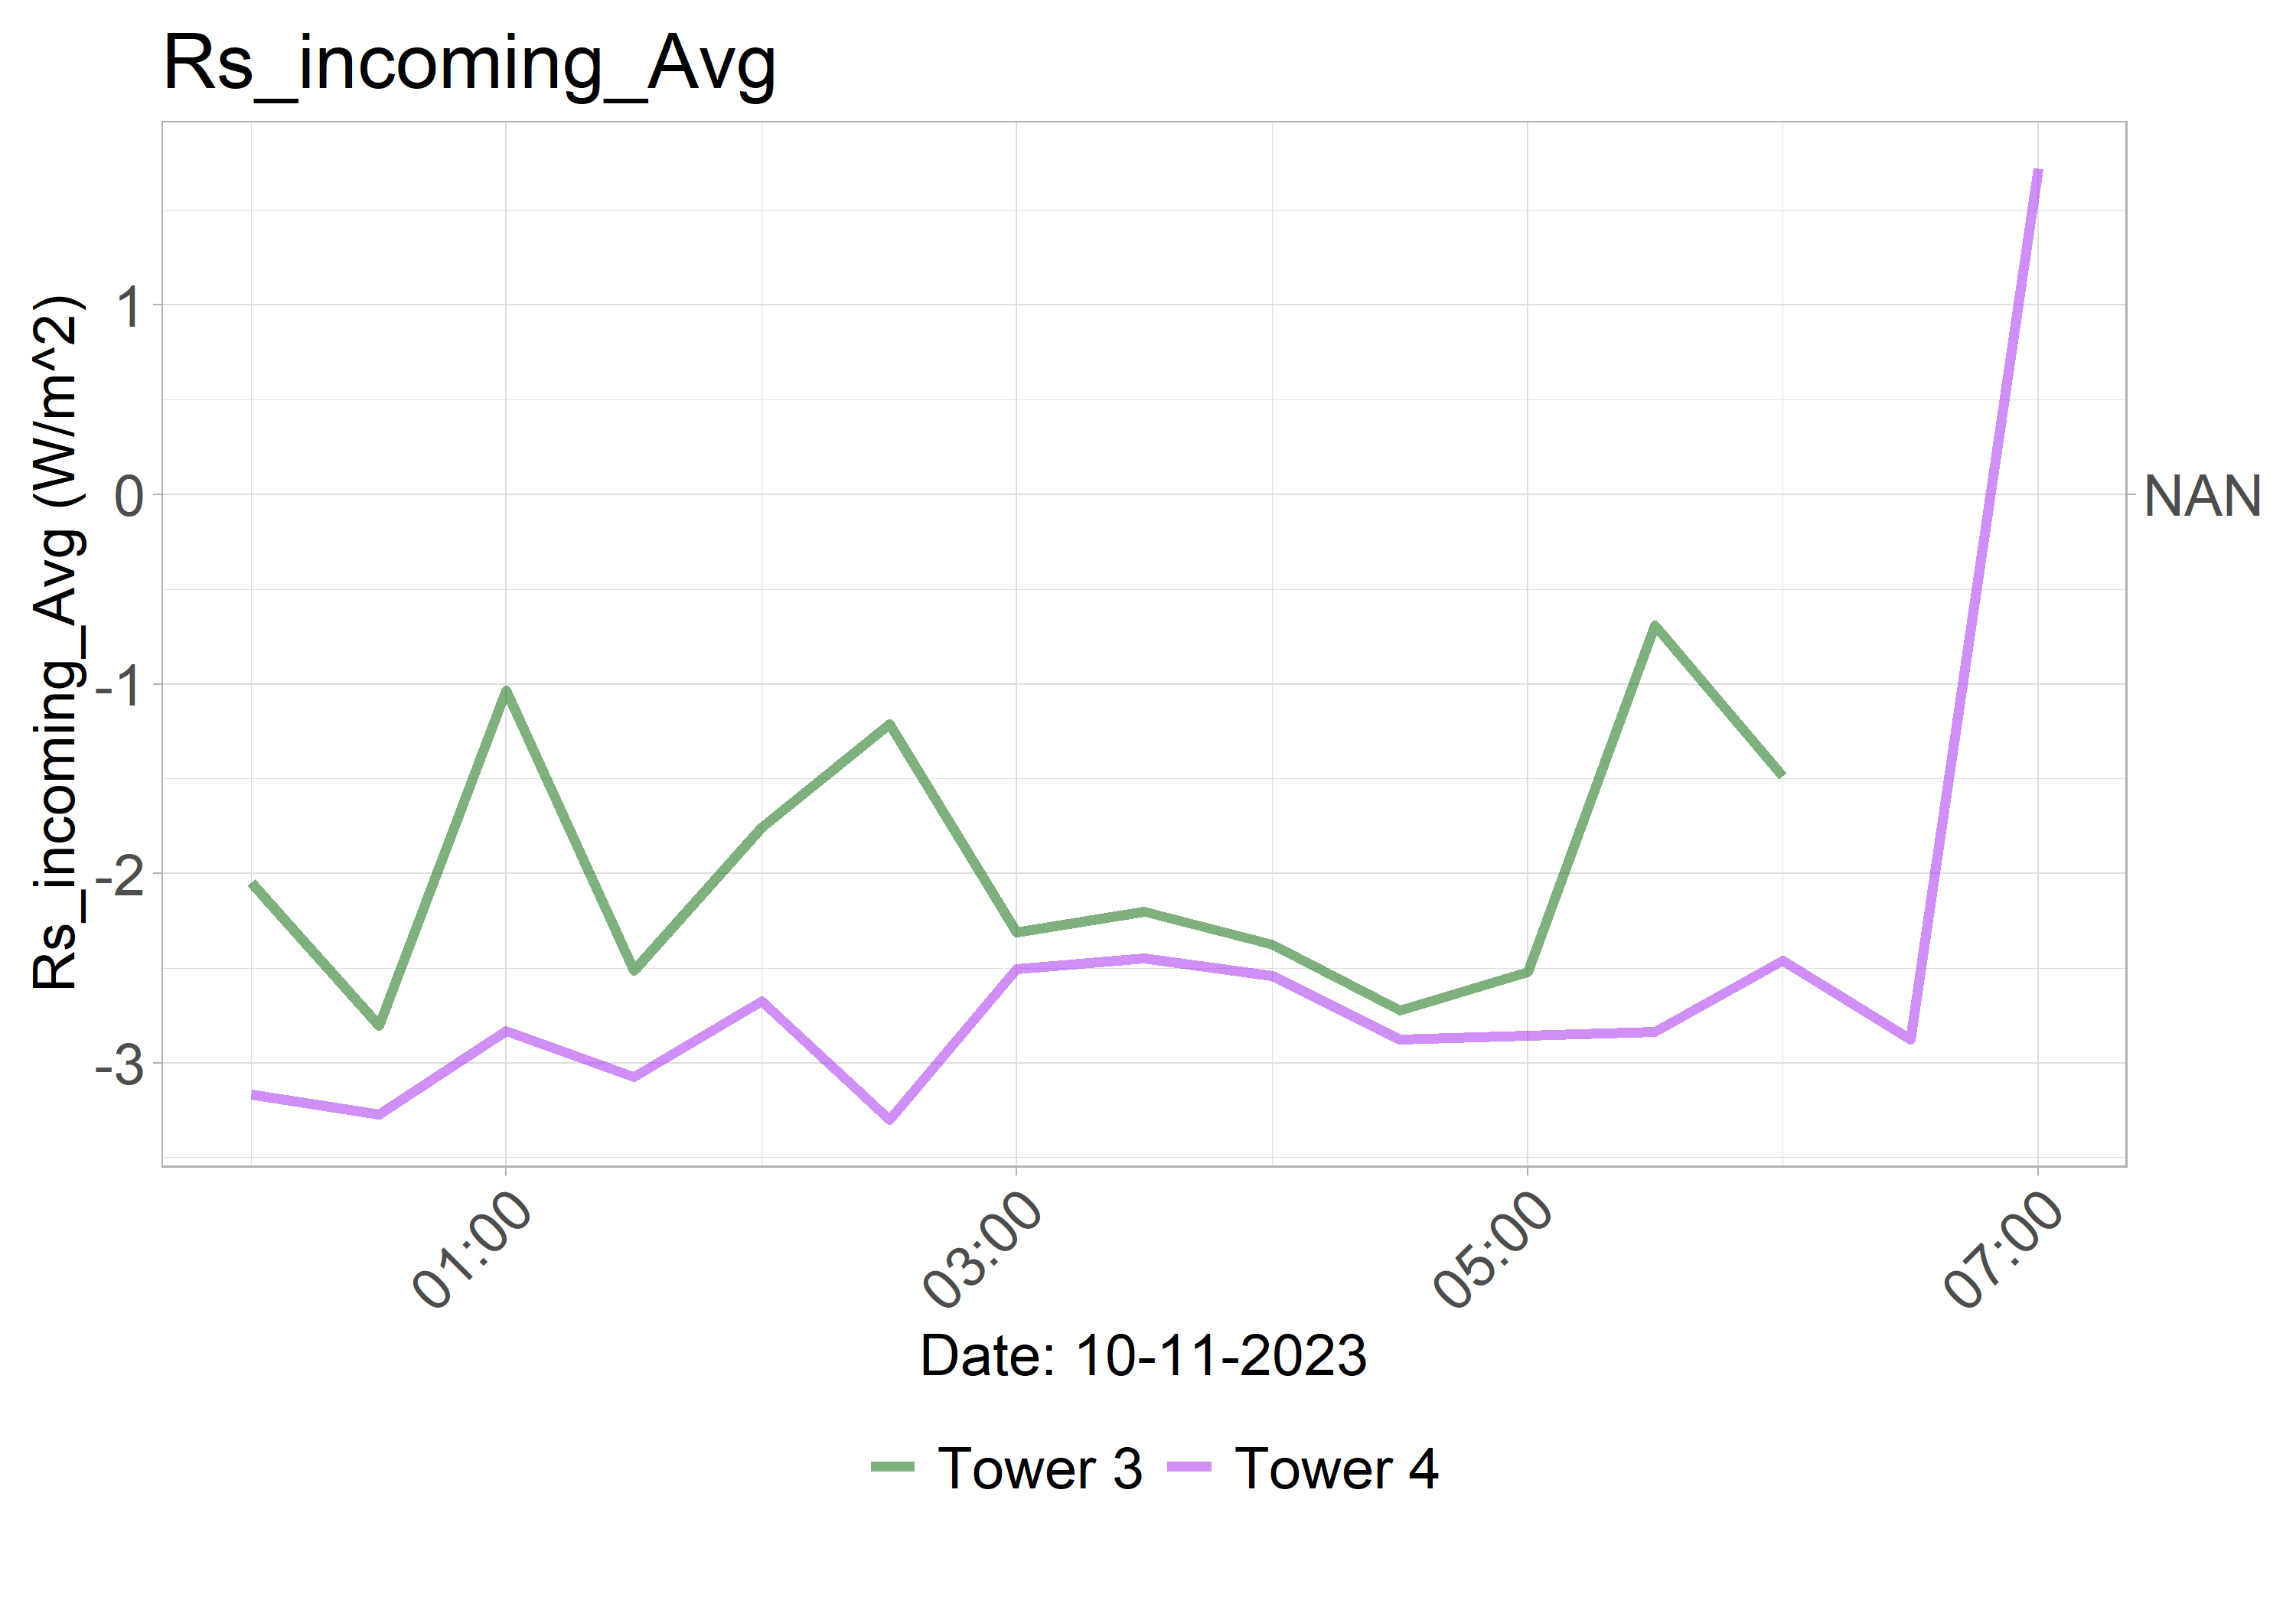 Rs_incoming_Avg
Rs_incoming_Avg (W/m^2)
1
0
-1
-2
-3
NAN
01:00
03:00
05:00
07:00
Date: 10-11-2023
Tower 3
Tower 4